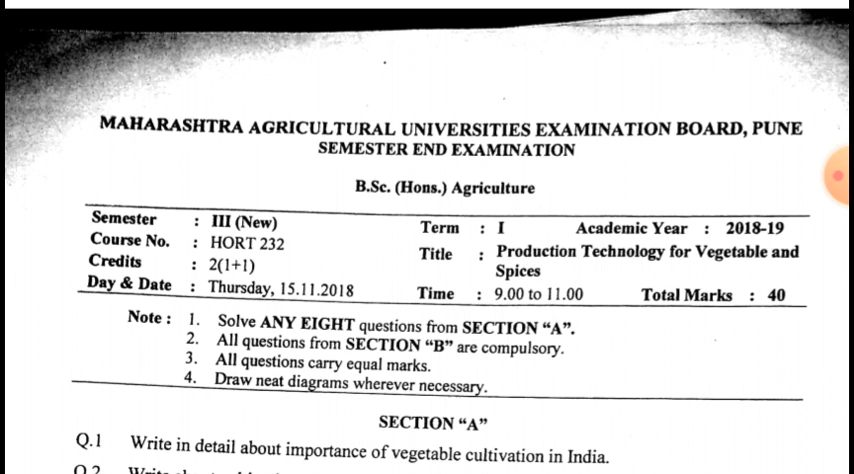 MAHARASHTRA AGRICULTURAL UNIVERSITIES EXAMINATION BOARD, PUNE
SEMESTER END EXAMINATION
B.Sc. (Hons.) Agriculture
Semester : III (New) Term : I Academic Year : 2018-19
Course No. : HORT 232 Title : Production Technology for Vegetable and Spices
Credits : 2(1+1)
Day & Date : Thursday, 15.11.2018 Time : 9.00 to 11.00 Total Marks : 40
Note : 1. Solve ANY EIGHT questions from SECTION "A".
2. All questions from SECTION "B" are compulsory.
3. All questions carry equal marks.
4. Draw neat diagrams wherever necessary.
SECTION "A"
Q.1 Write in detail about importance of vegetable cultivation in India.
Q.2